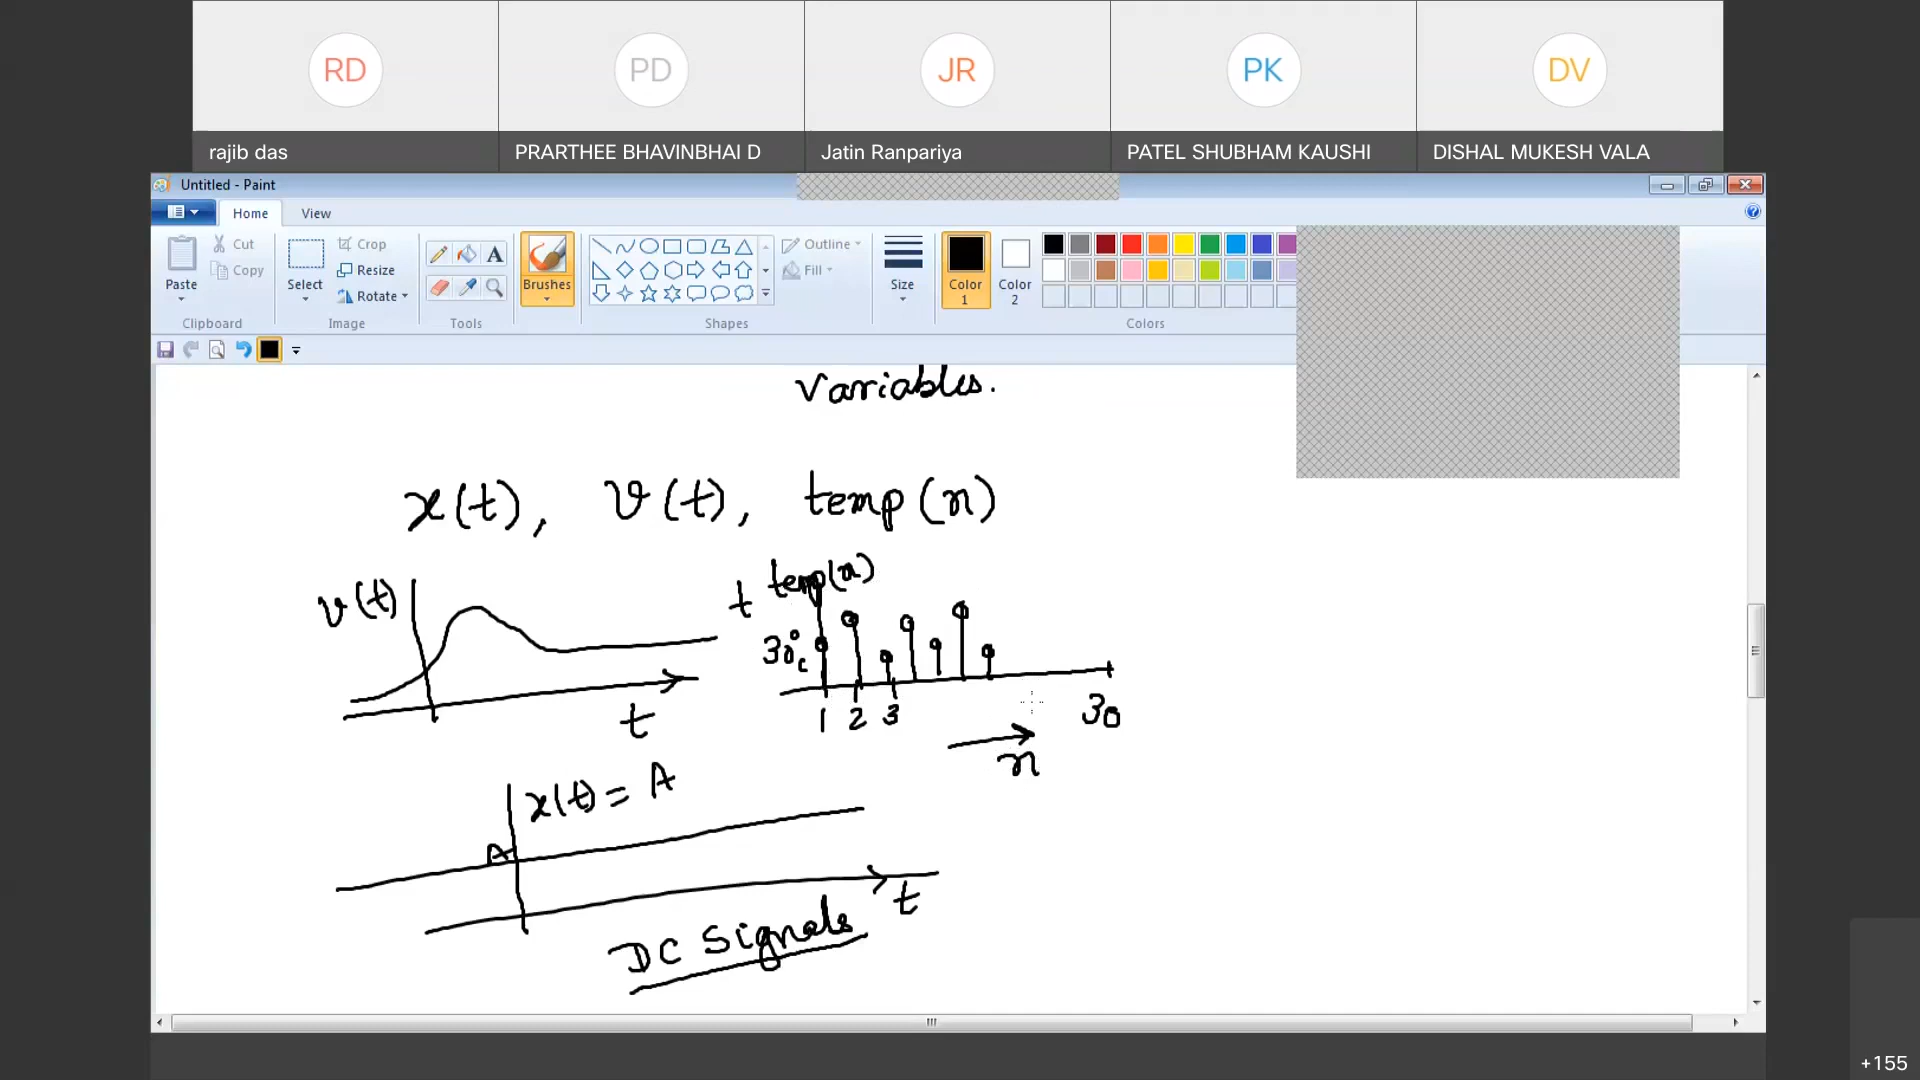 RD PD JR PK DV
rajib das PRARTHEE BHAVINBHAI D Jatin Ranpariya PATEL SHUBHAM KAUSHI DISHAL MUKESH VALA
Untitled - Paint
Home View
Cut Crop A Outline
Copy Resize Fill
Paste Select Rotate Brushes Size Color 1 Color 2
Clipboard Image Tools Shapes Colors
variables.
x(t), v(t), temp(n)
v(t) t temp(n)
30°c
t 1 2 3 30
n
x(t) = A
A
t
DC Signals
+155